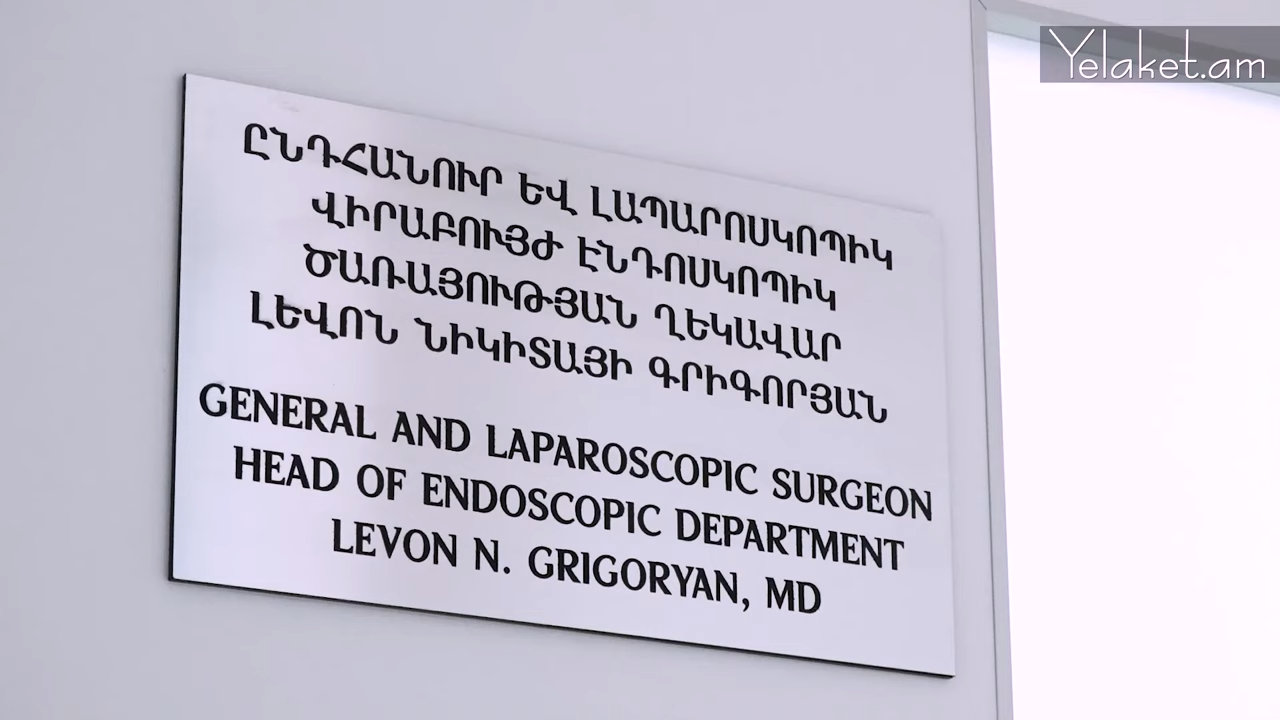 Yelaket.am
ԸՆԴՀԱՆՈՒՐ ԵՎ ԼԱՊԱՐՈՍԿՈՊԻԿ
ՎԻՐԱԲՈՒՅԺ ԷՆԴՈՍԿՈՊԻԿ
ԾԱՌԱՅՈՒԹՅԱՆ ՂԵԿԱՎԱՐ
ԼԵՎՈՆ ՆԻԿԻՏԱՅԻ ԳՐԻԳՈՐՅԱՆ
GENERAL AND LAPAROSCOPIC SURGEON
HEAD OF ENDOSCOPIC DEPARTMENT
LEVON N. GRIGORYAN, MD